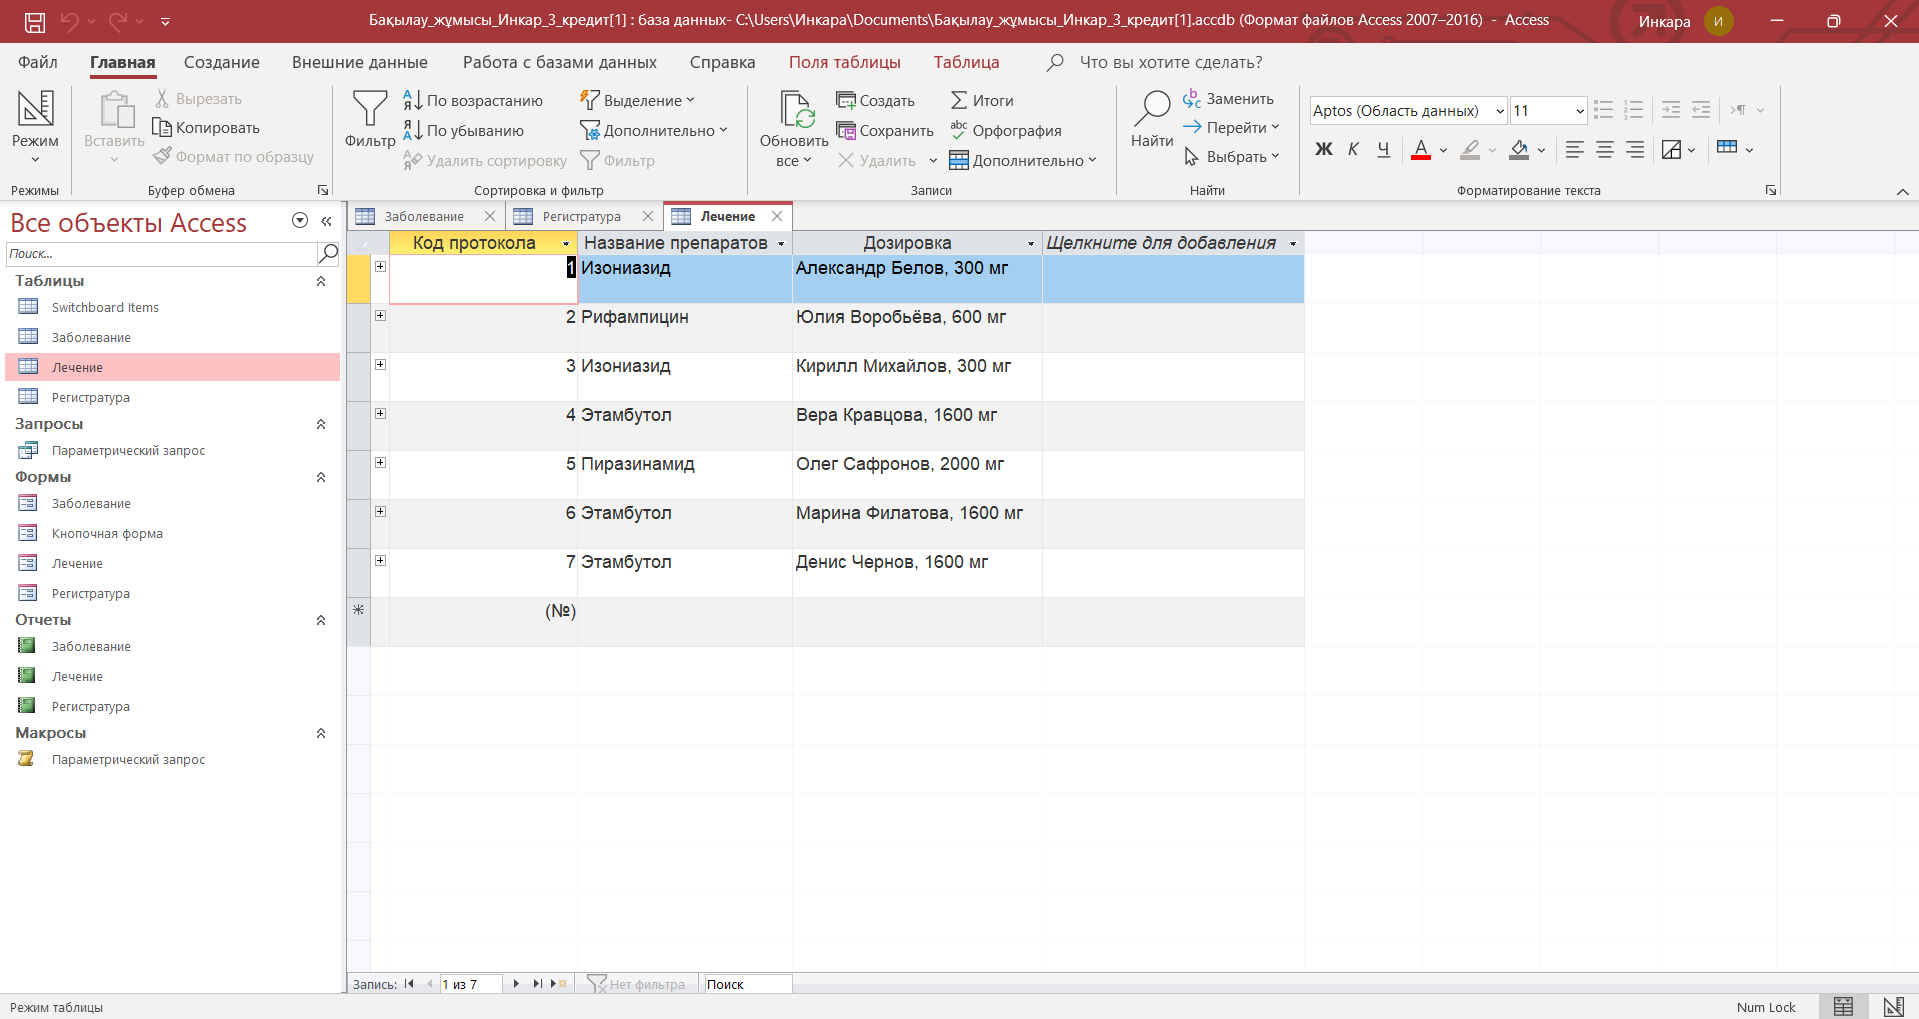 Бақылау_жұмысы_Инкар_3_кредит[1] : база данных- C:\Users\Инкара\Documents\Бақылау_жұмысы_Инкар_3_кредит[1].accdb (Формат файлов Access 2007–2016) - Access
Инкара И
Файл Главная Создание Внешние данные Работа с базами данных Справка Поля таблицы Таблица Что вы хотите сделать?
Режим
Режимы
Вставить
Вырезать
Копировать
Формат по образцу
Буфер обмена
Фильтр
По возрастанию
По убыванию
Удалить сортировку
Выделение
Дополнительно
Фильтр
Сортировка и фильтр
Обновить
все
Создать
Сохранить
Удалить
Итоги
Орфография
Дополнительно
Записи
Найти
Заменить
Перейти
Выбрать
Найти
Aptos (Область данных) 11
Ж К Ч А
Форматирование текста
Все объекты Access
Поиск...
Таблицы
Switchboard Items
Заболевание
Лечение
Регистратура
Запросы
Параметрический запрос
Формы
Заболевание
Кнопочная форма
Лечение
Регистратура
Отчеты
Заболевание
Лечение
Регистратура
Макросы
Параметрический запрос
Заболевание Регистратура Лечение
Код протокола Название препаратов Дозировка Щелкните для добавления
1 Изониазид Александр Белов, 300 мг
2 Рифампицин Юлия Воробьёва, 600 мг
3 Изониазид Кирилл Михайлов, 300 мг
4 Этамбутол Вера Кравцова, 1600 мг
5 Пиразинамид Олег Сафронов, 2000 мг
6 Этамбутол Марина Филатова, 1600 мг
7 Этамбутол Денис Чернов, 1600 мг
(№)
Запись: 1 из 7 Нет фильтра Поиск
Режим таблицы
Num Lock